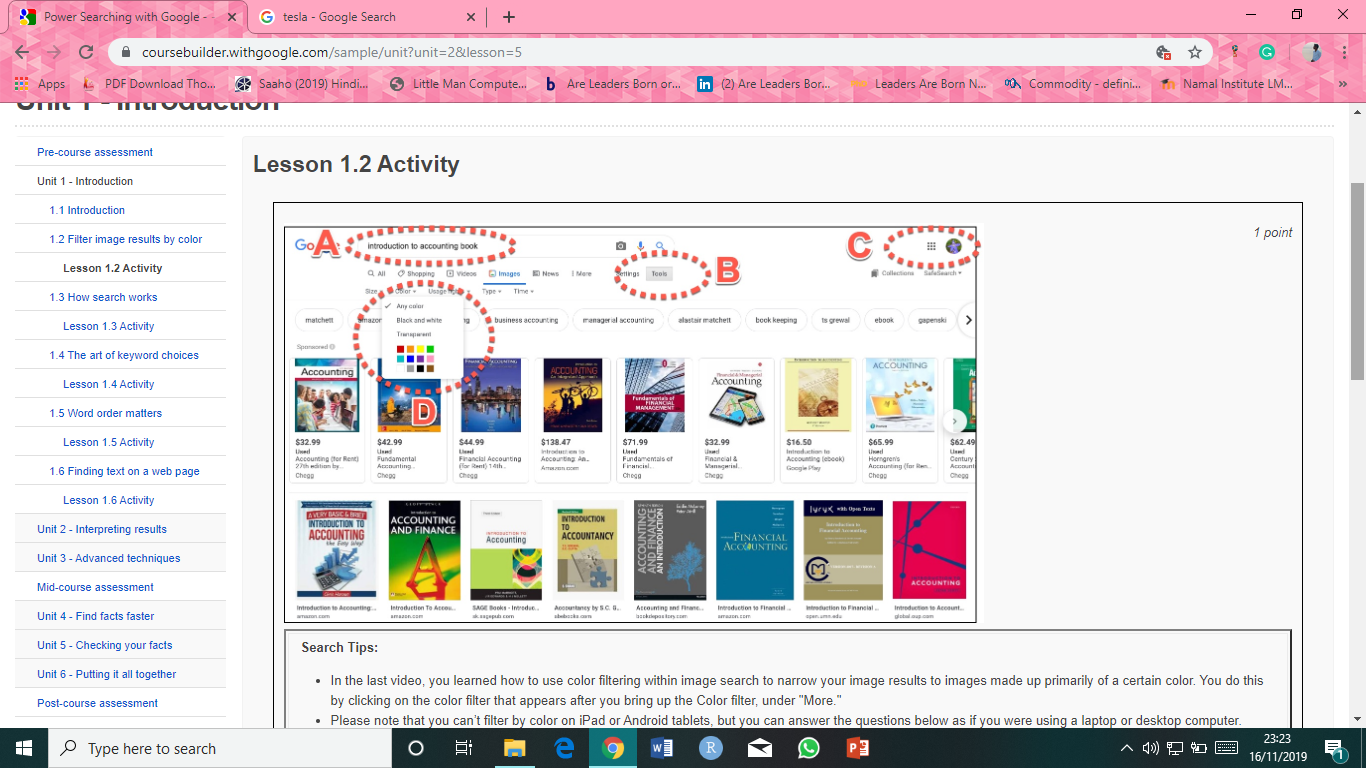 Power Searching with Google -
tesla - Google Search
coursebuilder.withgoogle.com/sample/unit?unit=2&lesson=5
Apps
PDF Download Tho...
Saaho (2019) Hindi...
Little Man Compute...
Are Leaders Born or...
(2) Are Leaders Bor...
Leaders Are Born N...
Commodity - defini...
Namal Institute LM...
Unit 1 - Introduction
Pre-course assessment
Unit 1 - Introduction
1.1 Introduction
1.2 Filter image results by color
Lesson 1.2 Activity
1.3 How search works
Lesson 1.3 Activity
1.4 The art of keyword choices
Lesson 1.4 Activity
1.5 Word order matters
Lesson 1.5 Activity
1.6 Finding text on a web page
Lesson 1.6 Activity
Unit 2 - Interpreting results
Unit 3 - Advanced techniques
Mid-course assessment
Unit 4 - Find facts faster
Unit 5 - Checking your facts
Unit 6 - Putting it all together
Post-course assessment
Lesson 1.2 Activity
1 point
A
introduction to accounting book
C
All Shopping Videos Images News More Settings Tools
B
Collections SafeSearch
Size Color Type Time
Any color
Black and white
Transparent
matchett
business accounting
managerial accounting
alastair matchett
book keeping
ts grewal
ebook
gapenski
Sponsored
D
$32.99
Used
Accounting (for Rent)
27th edition by...
Chegg
$42.99
Used
Fundamental
Accounting...
Chegg
$44.99
Used
Financial Accounting
(for Rent) 14th...
Chegg
$138.47
Introduction to
Accounting: An...
Amazon.com
$71.99
Used
Fundamentals of
Financial...
Chegg
$32.99
Used
Financial &
Managerial...
Chegg
$16.50
Introduction to
Accounting (ebook)
Google Play
$65.99
Used
Horngren's
Accounting (for Ren...
Chegg
$62.49
Used
Century
Account
Chegg
Introduction to Accounting:...
amazon.com
Introduction To Accou...
amazon.com
SAGE Books - Introduc...
sk.sagepub.com
Accountancy by S.C. G...
abebooks.com
Accounting and Financ...
bookdepository.com
Introduction to Financial ...
amazon.com
Introduction to Financial ...
open.umn.edu
Introduction to Account...
global.oup.com
Search Tips:
In the last video, you learned how to use color filtering within image search to narrow your image results to images made up primarily of a certain color. You do this
by clicking on the color filter that appears after you bring up the Color filter, under "More."
Please note that you can't filter by color on iPad or Android tablets, but you can answer the questions below as if you were using a laptop or desktop computer.
Type here to search
23:23
16/11/2019